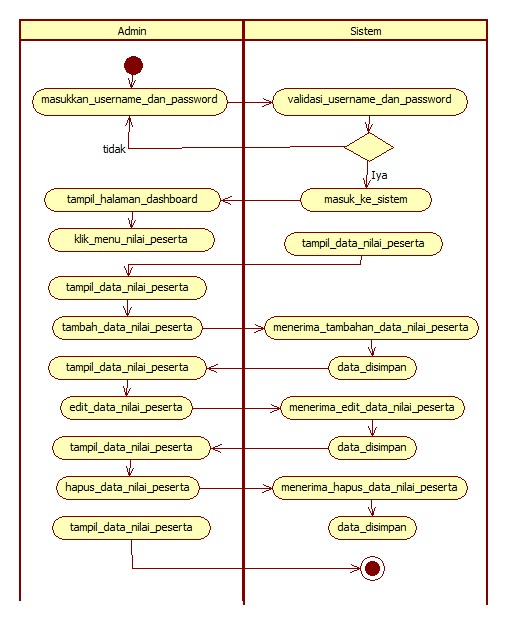 Admin
Sistem
masukkan_username_dan_password
validasi_username_dan_password
tidak
Iya
tampil_halaman_dashboard
masuk_ke_sistem
klik_menu_nilai_peserta
tampil_data_nilai_peserta
tampil_data_nilai_peserta
tambah_data_nilai_peserta
menerima_tambahan_data_nilai_peserta
tampil_data_nilai_peserta
data_disimpan
edit_data_nilai_peserta
menerima_edit_data_nilai_peserta
tampil_data_nilai_peserta
data_disimpan
hapus_data_nilai_peserta
menerima_hapus_data_nilai_peserta
tampil_data_nilai_peserta
data_disimpan